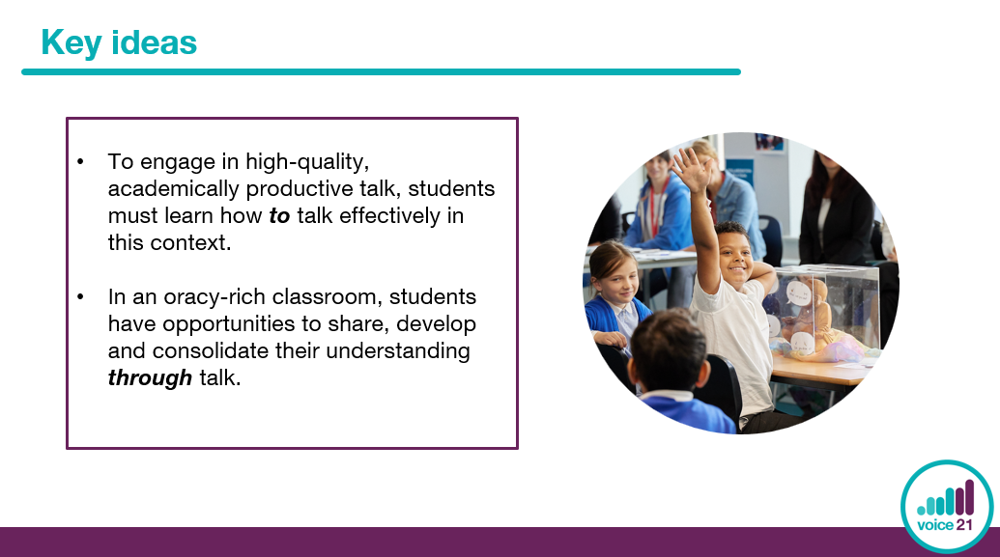 Key ideas
• To engage in high-quality,
academically productive talk, students
must learn how to talk effectively in
this context.
• In an oracy-rich classroom, students
have opportunities to share, develop
and consolidate their understanding
through talk.
voice 21